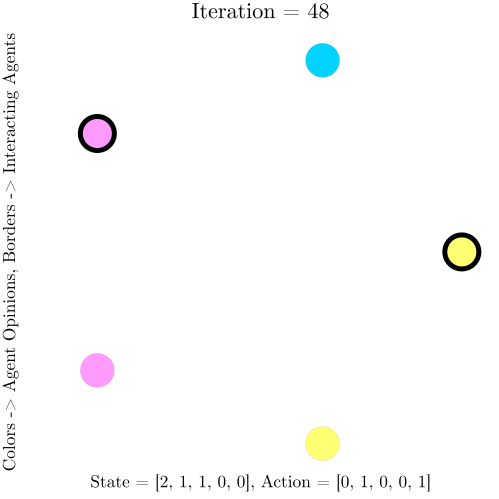 Iteration = 48
Colors -> Agent Opinions, Borders -> Interacting Agents
State = [2, 1, 1, 0, 0], Action = [0, 1, 0, 0, 1]